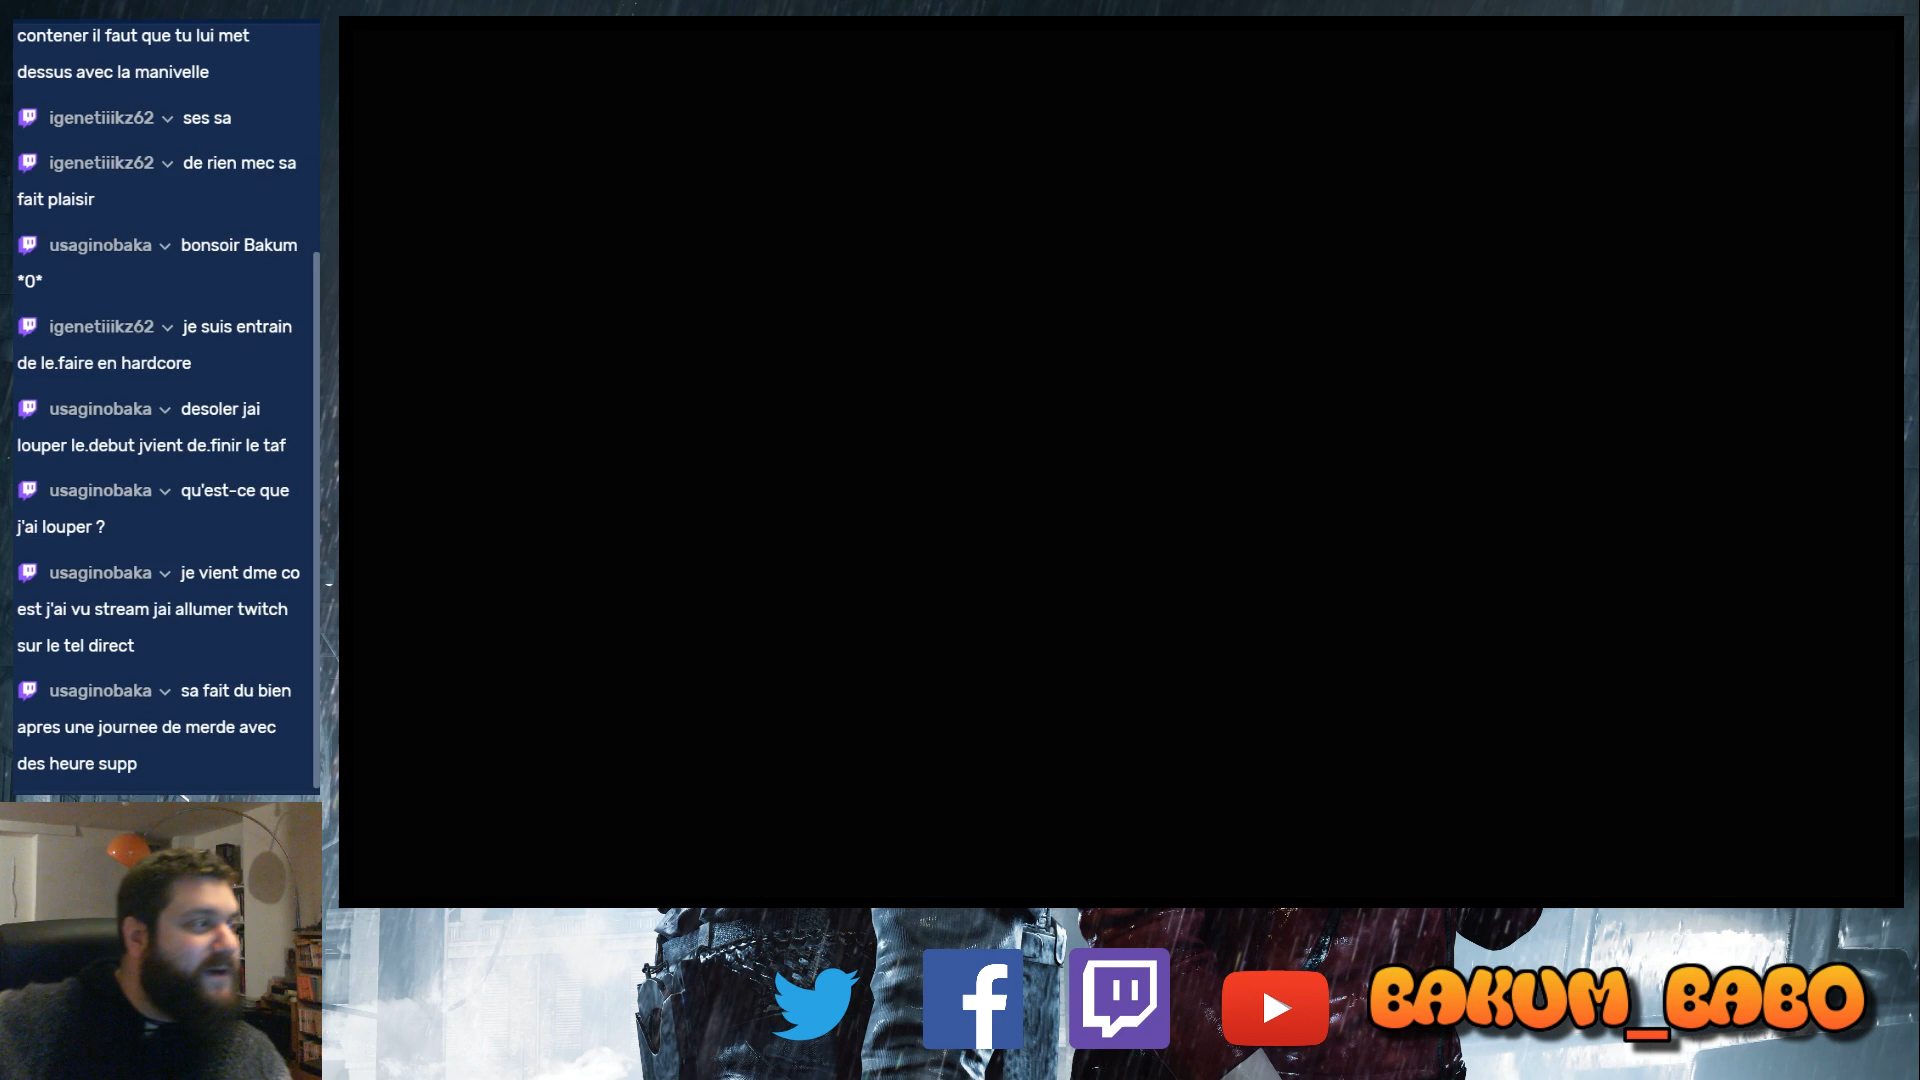 contener il faut que tu lui met
dessus avec la manivelle
igenetiiikz62 ses sa
igenetiiikz62 de rien mec sa
fait plaisir
usaginobaka bonsoir Bakum
*0*
igenetiiikz62 je suis entrain
de le.faire en hardcore
usaginobaka desoler jai
louper le.debut jvient de.finir le taf
usaginobaka qu'est-ce que
j'ai louper ?
usaginobaka je vient dme co
est j'ai vu stream jai allumer twitch
sur le tel direct
usaginobaka sa fait du bien
apres une journee de merde avec
des heure supp
BAKUM_BABO